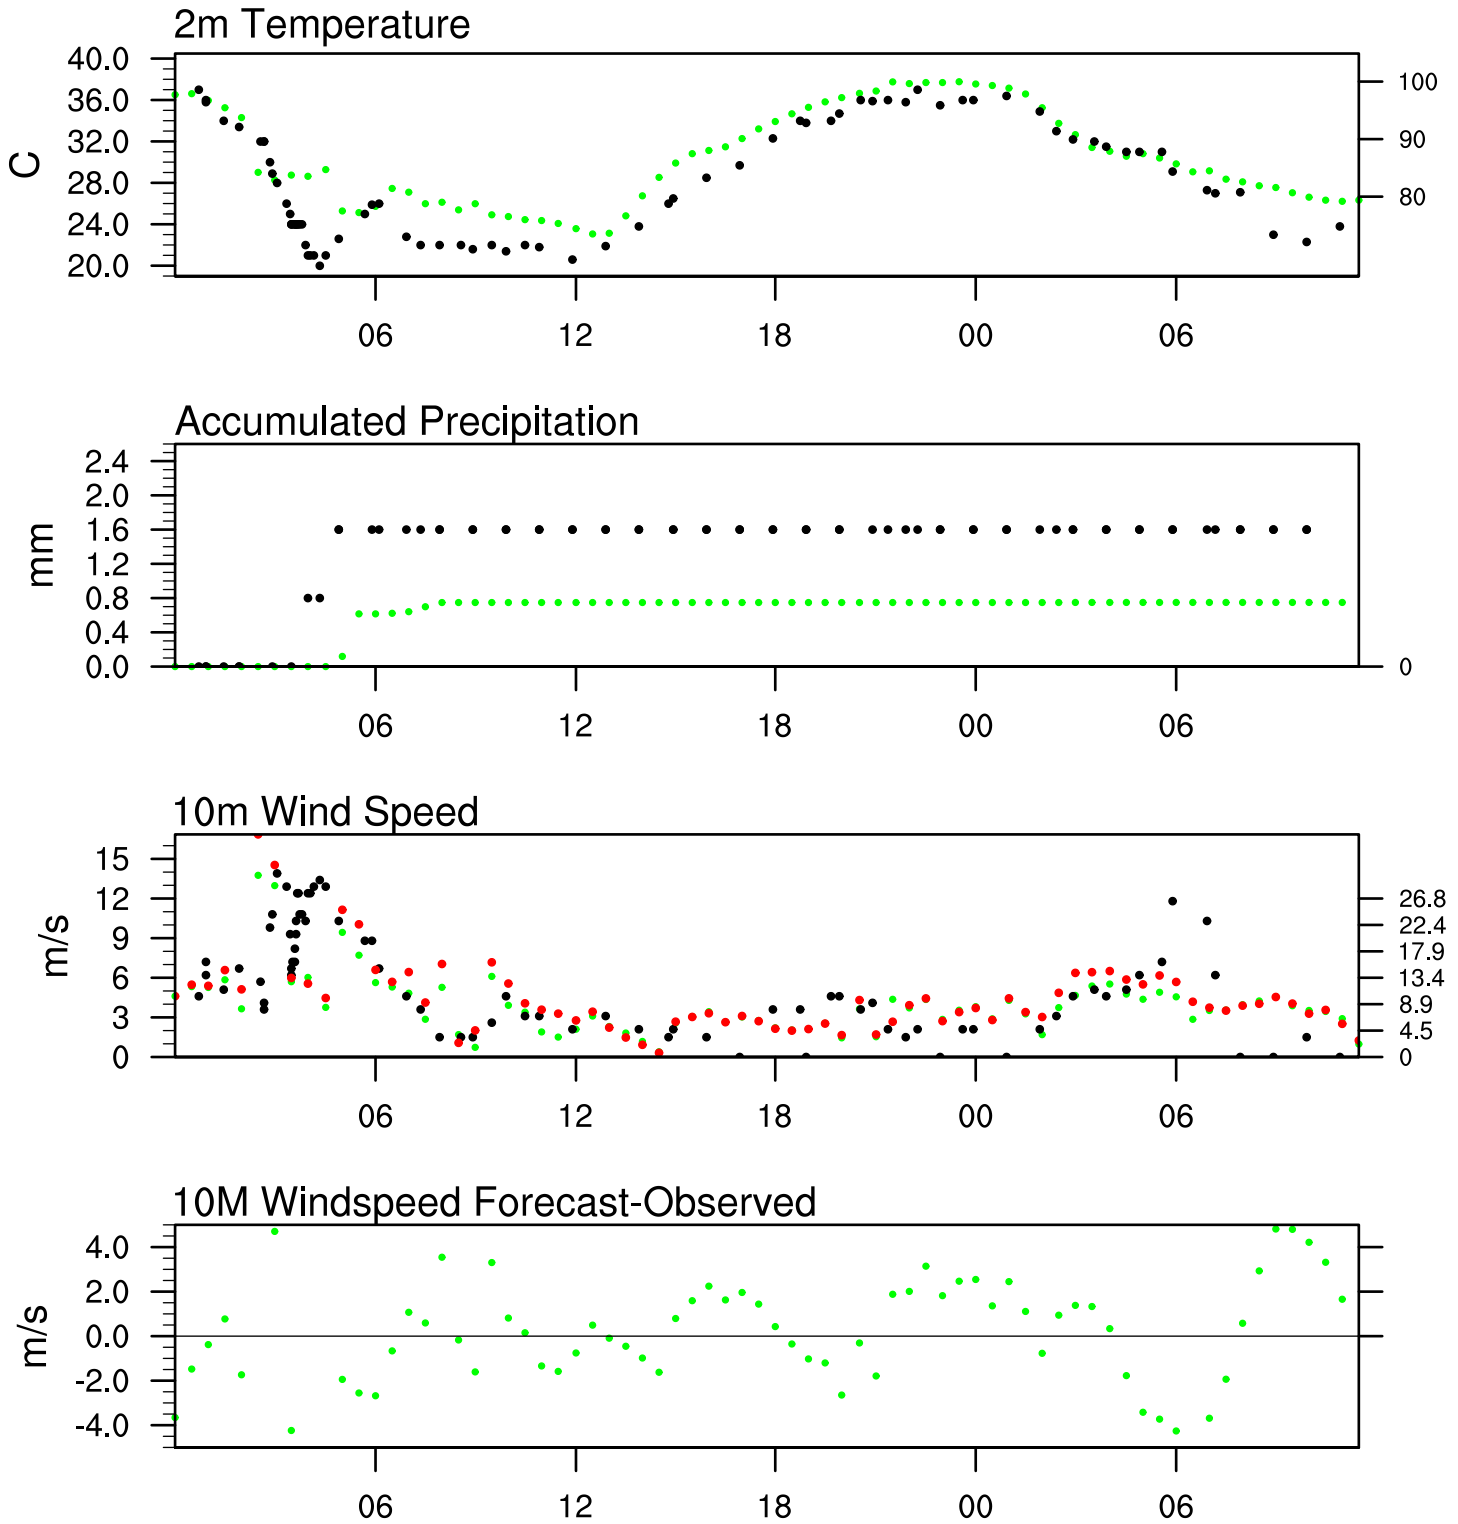 2m Temperature
40.0
36.0
32.0
28.0
24.0
20.0
C
100
90
80
06 12 18 00 06
Accumulated Precipitation
2.4
2.0
1.6
1.2
0.8
0.4
0.0
mm
0
06 12 18 00 06
10m Wind Speed
15
12
9
6
3
0
m/s
26.8
22.4
17.9
13.4
8.9
4.5
0
06 12 18 00 06
10M Windspeed Forecast-Observed
4.0
2.0
0.0
-2.0
-4.0
m/s
06 12 18 00 06